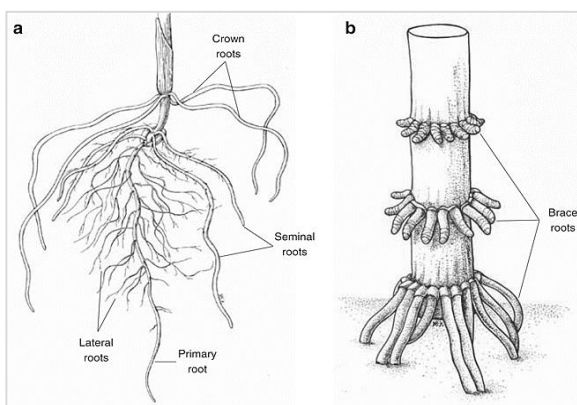 a
Crown
roots
Seminal
roots
Lateral
roots
Primary
root
b
Brace
roots